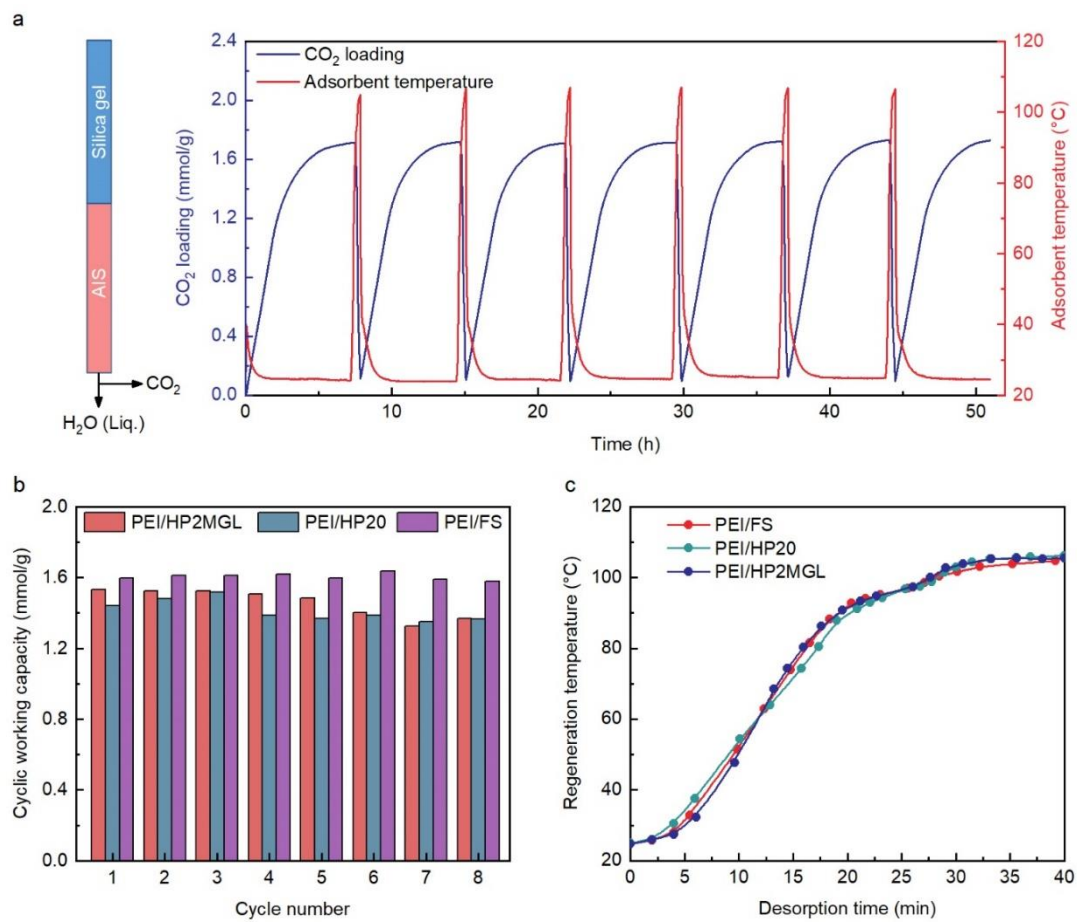 a
Silica gel
AIS
CO₂
H₂O (Liq.)
CO₂ loading
Adsorbent temperature
CO₂ loading (mmol/g)
2.4
2.0
1.6
1.2
0.8
0.4
0.0
120
100
80
60
40
20
Adsorbent temperature (°C)
0 10 20 30 40 50
Time (h)
b
PEI/HP2MGL PEI/HP20 PEI/FS
Cyclic working capacity (mmol/g)
2.0
1.6
1.2
0.8
0.4
0.0
1 2 3 4 5 6 7 8
Cycle number
c
PEI/FS
PEI/HP20
PEI/HP2MGL
Regeneration temperature (°C)
120
100
80
60
40
20
0 5 10 15 20 25 30 35 40
Desorption time (min)